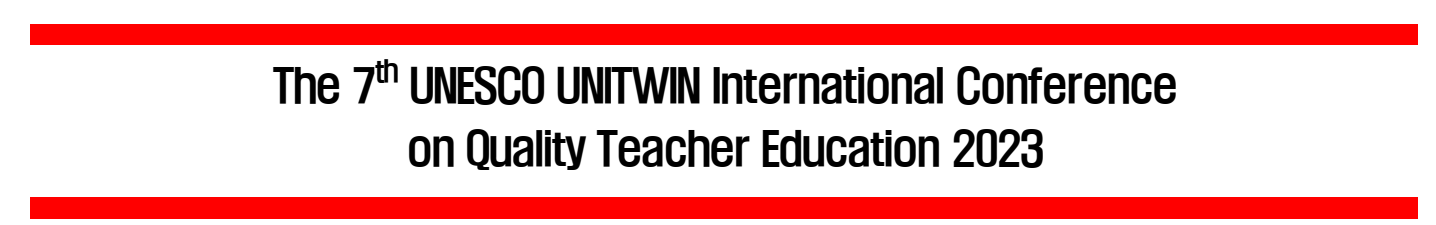 The 7th UNESCO UNITWIN International Conference
on Quality Teacher Education 2023